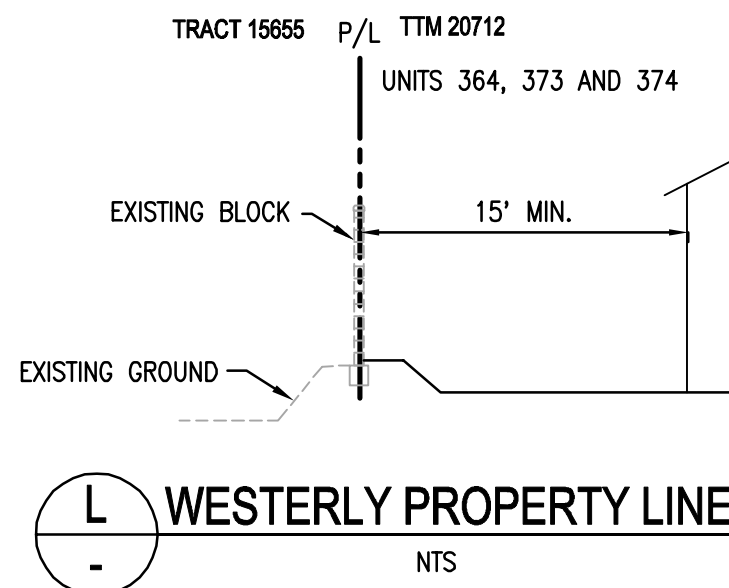 TRACT 15655 P/L TTM 20712
UNITS 364, 373 AND 374
EXISTING BLOCK
15' MIN.
EXISTING GROUND
L WESTERLY PROPERTY LINE
-
NTS